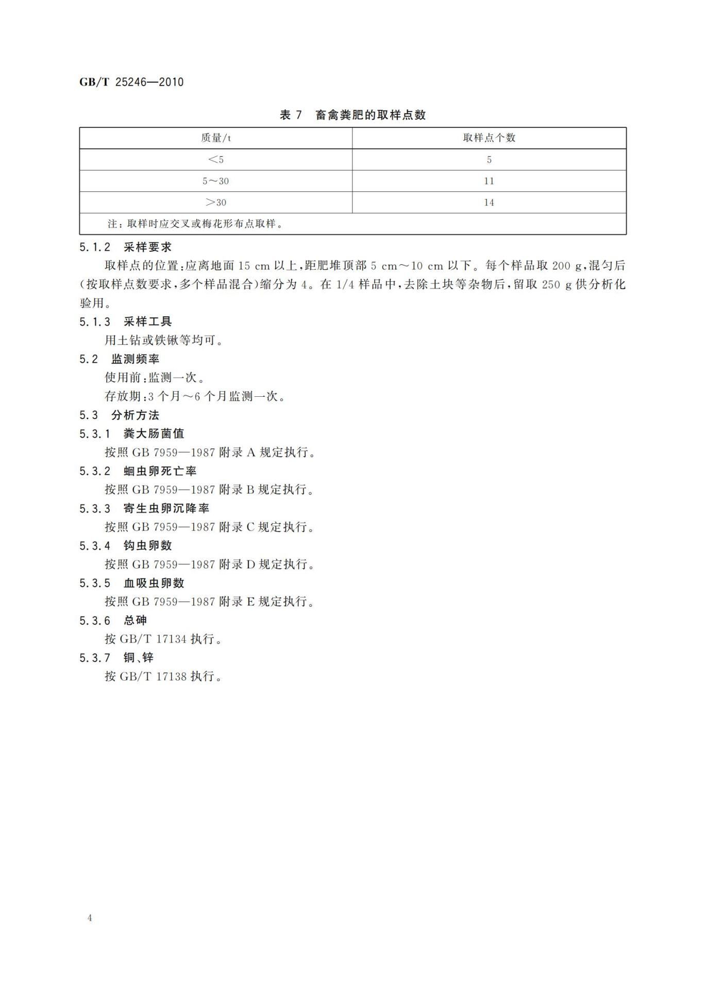 GB/T 25246—2010
表 7 畜禽粪肥的取样点数
质量/t 取样点个数
＜5 5
5～30 11
＞30 14
注：取样时应交叉或梅花形布点取样。
5.1.2 采样要求
取样点的位置：应离地面 15 cm 以上，距肥堆顶部 5 cm～10 cm 以下。每个样品取 200 g，混匀后
（按取样点数要求，多个样品混合）缩分为 4。在 1/4 样品中，去除土块等杂物后，留取 250 g 供分析化
验用。
5.1.3 采样工具
用土钻或铁锹等均可。
5.2 监测频率
使用前：监测一次。
存放期：3 个月～6 个月监测一次。
5.3 分析方法
5.3.1 粪大肠菌值
按照 GB 7959—1987 附录 A 规定执行。
5.3.2 蛔虫卵死亡率
按照 GB 7959—1987 附录 B 规定执行。
5.3.3 寄生虫卵沉降率
按照 GB 7959—1987 附录 C 规定执行。
5.3.4 钩虫卵数
按照 GB 7959—1987 附录 D 规定执行。
5.3.5 血吸虫卵数
按照 GB 7959—1987 附录 E 规定执行。
5.3.6 总砷
按 GB/T 17134 执行。
5.3.7 铜、锌
按 GB/T 17138 执行。
4